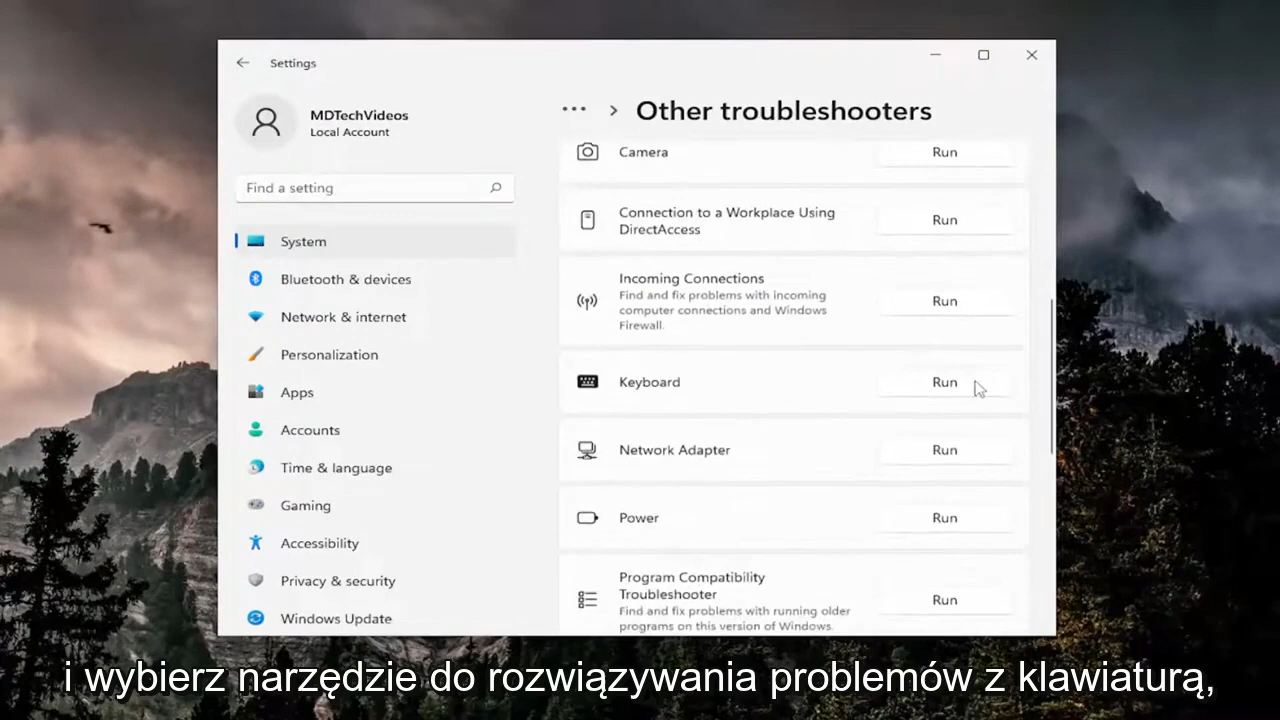 Settings
MDTechVideos
Local Account
Find a setting
System
Bluetooth & devices
Network & internet
Personalization
Apps
Accounts
Time & language
Gaming
Accessibility
Privacy & security
Windows Update
... > Other troubleshooters
Camera Run
Connection to a Workplace Using
DirectAccess
Run
Incoming Connections
Find and fix problems with incoming
computer connections and Windows
Firewall.
Run
Keyboard Run
Network Adapter Run
Power Run
Program Compatibility
Troubleshooter
Find and fix problems with running older
programs on this version of Windows.
Run
i wybierz narzędzie do rozwiązywania problemów z klawiaturą,